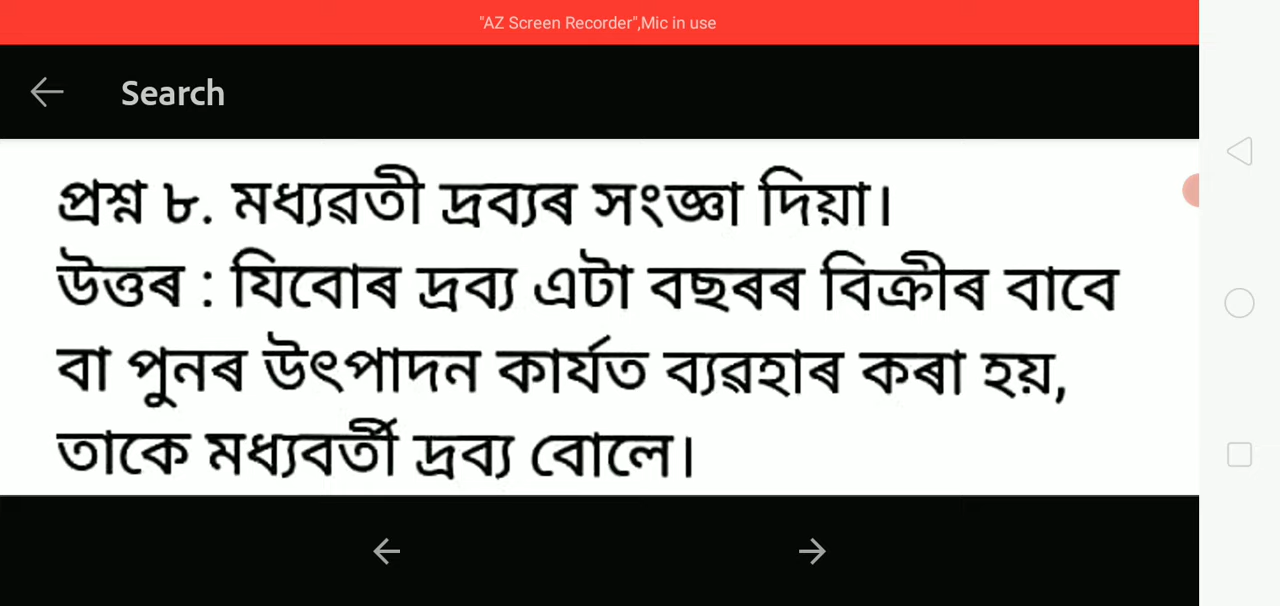 "AZ Screen Recorder",Mic in use
Search
প্ৰশ্ন ৮. মধ্যৱতী দ্ৰব্যৰ সংজ্ঞা দিয়া।
উত্তৰ : যিবোৰ দ্ৰব্য এটা বছৰৰ বিক্ৰীৰ বাবে
বা পুনৰ উৎপাদন কাৰ্যত ব্যৱহাৰ কৰা হয়,
তাকে মধ্যবৰ্তী দ্ৰব্য বোলে।